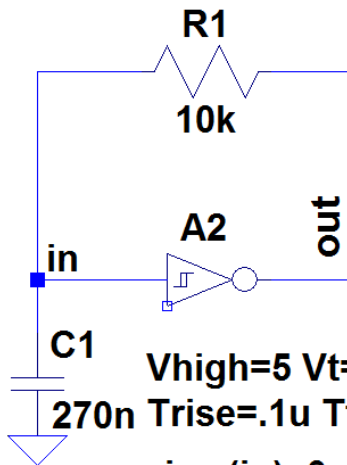 R1
10k
A2
out
in
C1
270n
Vhigh=5 Vt=
Trise=.1u